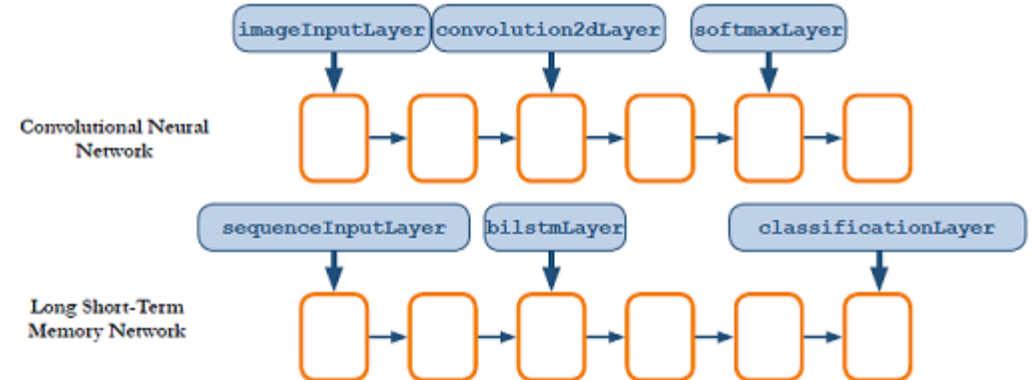 imageInputLayer convolution2dLayer softmaxLayer
Convolutional Neural
Network
sequenceInputLayer bilstmLayer classificationLayer
Long Short-Term
Memory Network